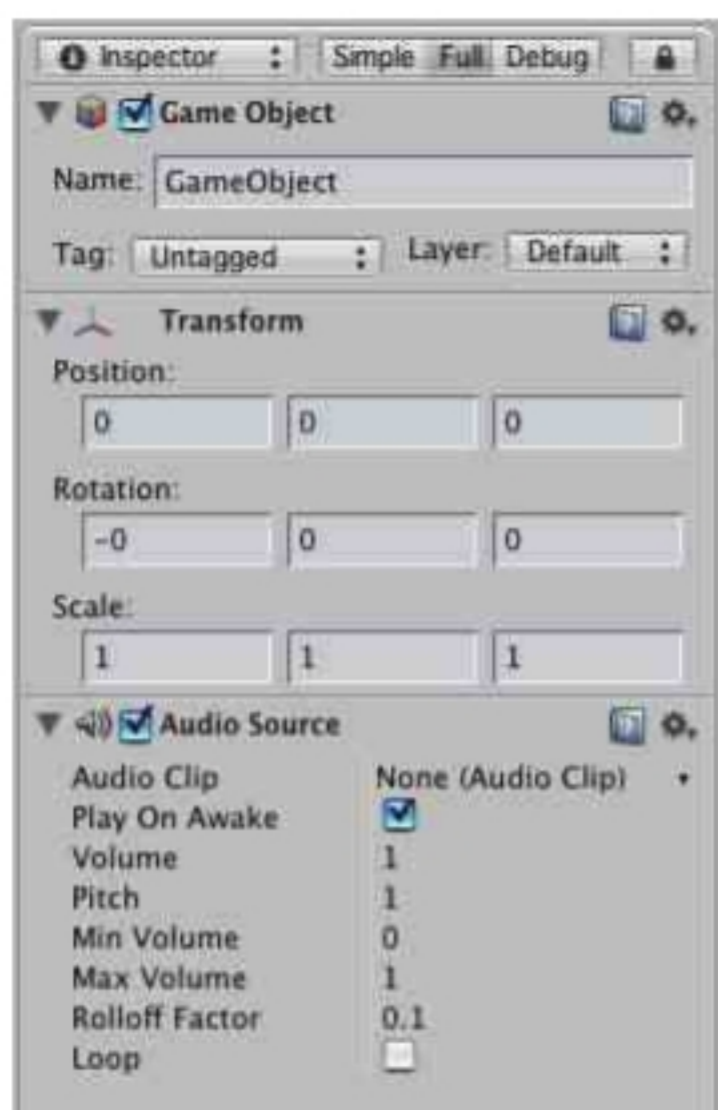 Inspector Simple Full Debug
Game Object
Name: GameObject
Tag: Untagged Layer: Default
Transform
Position:
0 0 0
Rotation:
-0 0 0
Scale:
1 1 1
Audio Source
Audio Clip None (Audio Clip)
Play On Awake
Volume 1
Pitch 1
Min Volume 0
Max Volume 1
Rolloff Factor 0.1
Loop